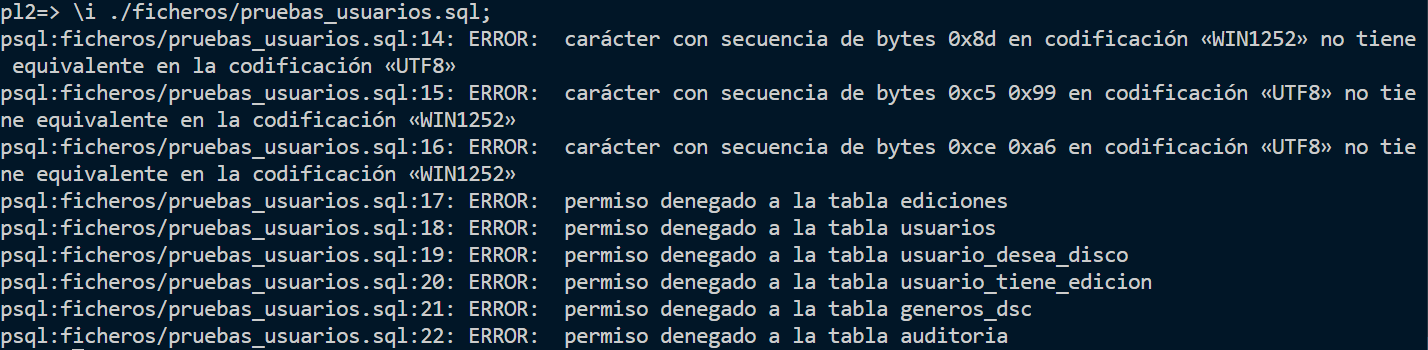 pl2=> \i ./ficheros/pruebas_usuarios.sql;
psql:ficheros/pruebas_usuarios.sql:14: ERROR:  carácter con secuencia de bytes 0x8d en codificación «WIN1252» no tiene
 equivalente en la codificación «UTF8»
psql:ficheros/pruebas_usuarios.sql:15: ERROR:  carácter con secuencia de bytes 0xc5 0x99 en codificación «UTF8» no tie
ne equivalente en la codificación «WIN1252»
psql:ficheros/pruebas_usuarios.sql:16: ERROR:  carácter con secuencia de bytes 0xce 0xa6 en codificación «UTF8» no tie
ne equivalente en la codificación «WIN1252»
psql:ficheros/pruebas_usuarios.sql:17: ERROR:  permiso denegado a la tabla ediciones
psql:ficheros/pruebas_usuarios.sql:18: ERROR:  permiso denegado a la tabla usuarios
psql:ficheros/pruebas_usuarios.sql:19: ERROR:  permiso denegado a la tabla usuario_desea_disco
psql:ficheros/pruebas_usuarios.sql:20: ERROR:  permiso denegado a la tabla usuario_tiene_edicion
psql:ficheros/pruebas_usuarios.sql:21: ERROR:  permiso denegado a la tabla generos_dsc
psql:ficheros/pruebas_usuarios.sql:22: ERROR:  permiso denegado a la tabla auditoria